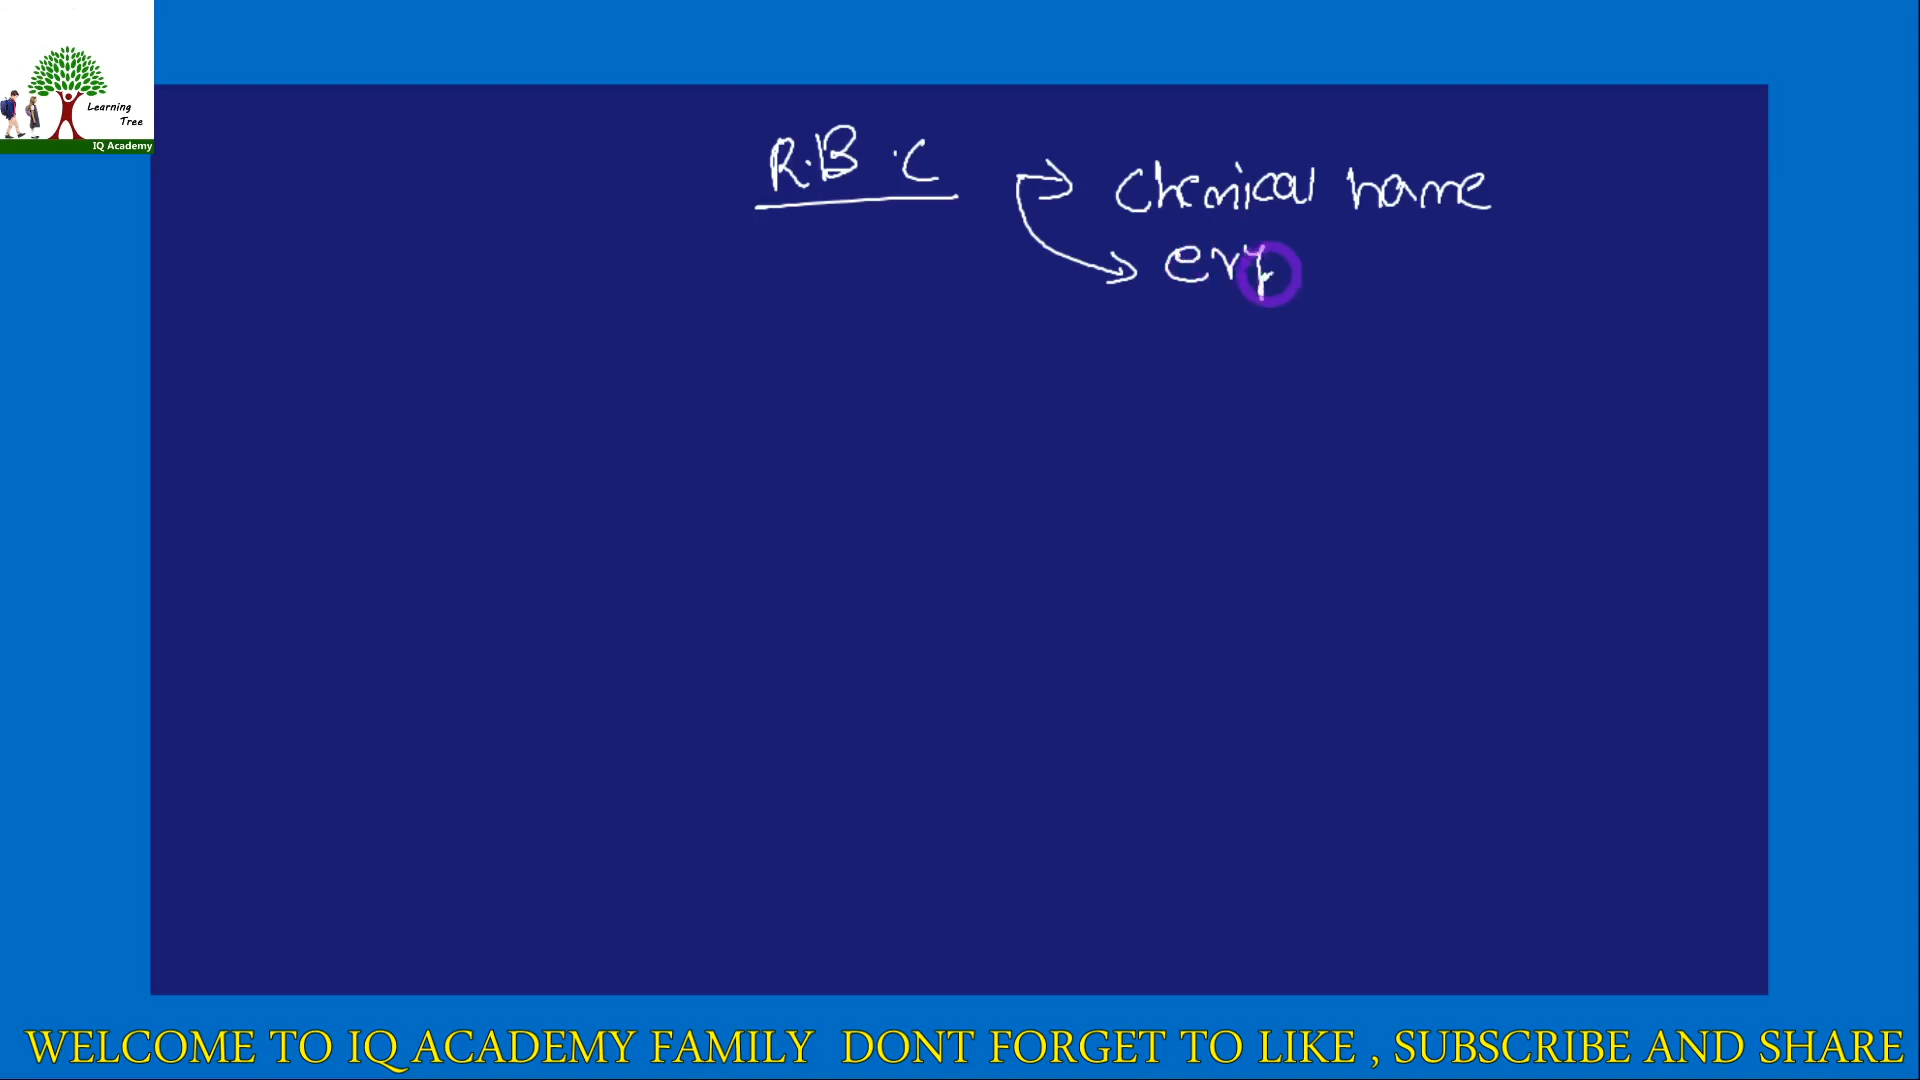 Learning
Tree
IQ Academy
R.B.C
Chemical name
ery
WELCOME TO IQ ACADEMY FAMILY DONT FORGET TO LIKE , SUBSCRIBE AND SHARE